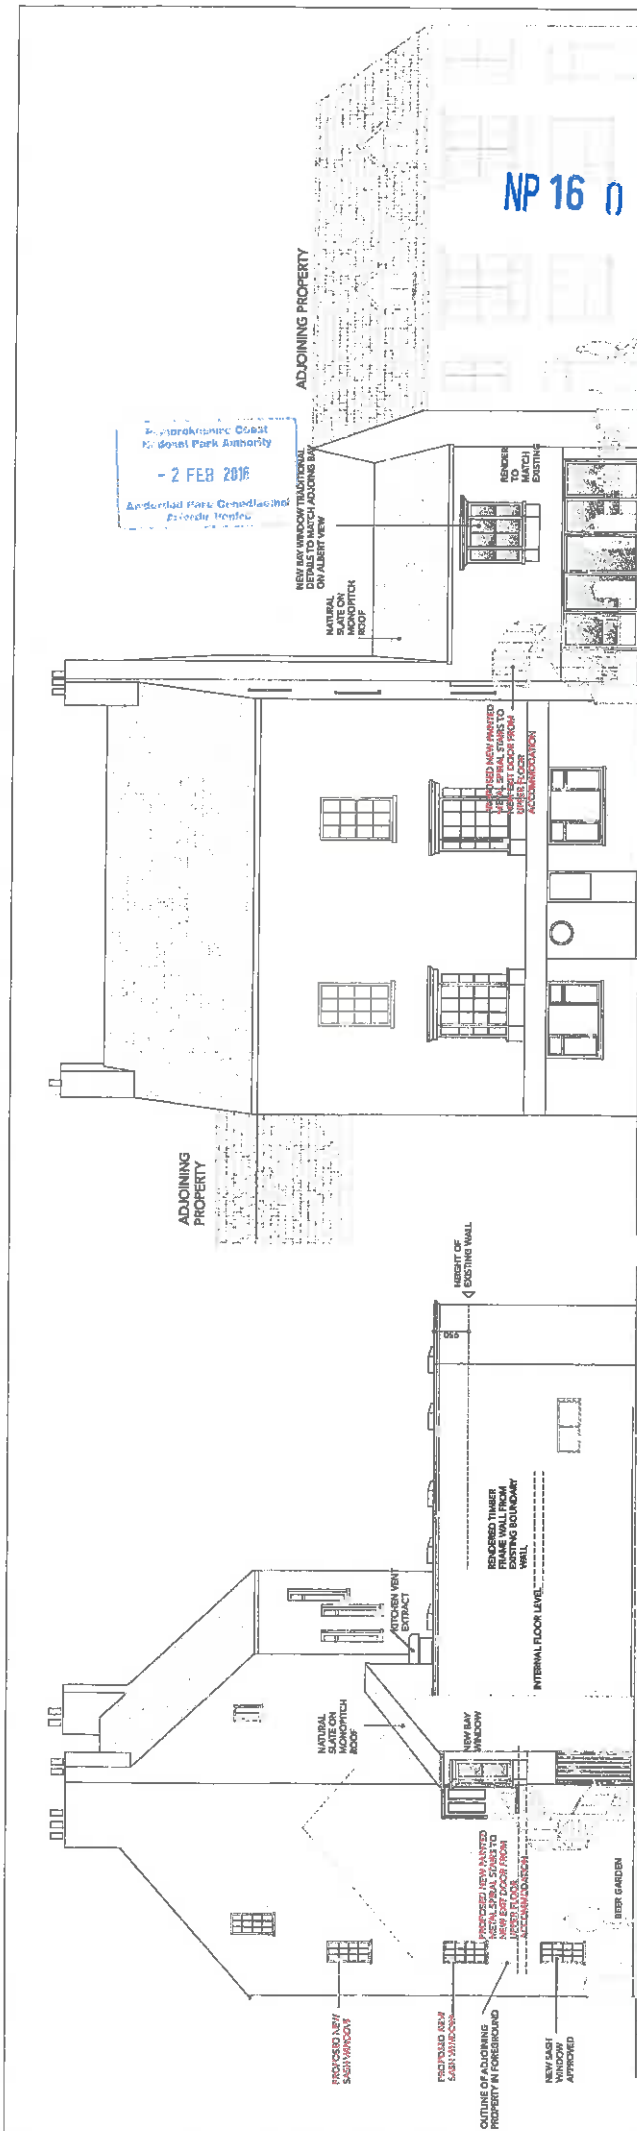 PROPOSED NEW
SASH WINDOW
PROPOSED NEW
SASH WINDOW
OUTLINE OF ADJOINING
PROPERTY IN FOREGROUND
NEW SASH
WINDOW
APPROVED
BEER GARDEN
PROPOSED NEW PAINTED
METAL SPIRAL STAIRS TO
NEW EXIT DOOR FROM
UPPER FLOOR
ACCOMMODATION
NEW BAY
WINDOW
NATURAL
SLATE ON
MONOPITCH
ROOF
KITCHEN VENT
EXTRACT
INTERNAL FLOOR LEVEL
RENDERED TIMBER
FRAME WALL FROM
EXISTING BOUNDARY
WALL
950
HEIGHT OF
EXISTING WALL
ADJOINING
PROPERTY
PROPOSED NEW PAINTED
METAL SPIRAL STAIRS TO
NEW EXIT DOOR FROM
UPPER FLOOR
ACCOMMODATION
NATURAL
SLATE ON
MONOPITCH
ROOF
NEW BAY WINDOW TRADITIONAL
DETAILS TO MATCH ADJOINING BAY
ON ALBERT VIEW
RENDER
TO
MATCH
EXISTING
ADJOINING PROPERTY
Pembrokeshire Coast
National Park Authority
- 2 FEB 2016
NP 16 0